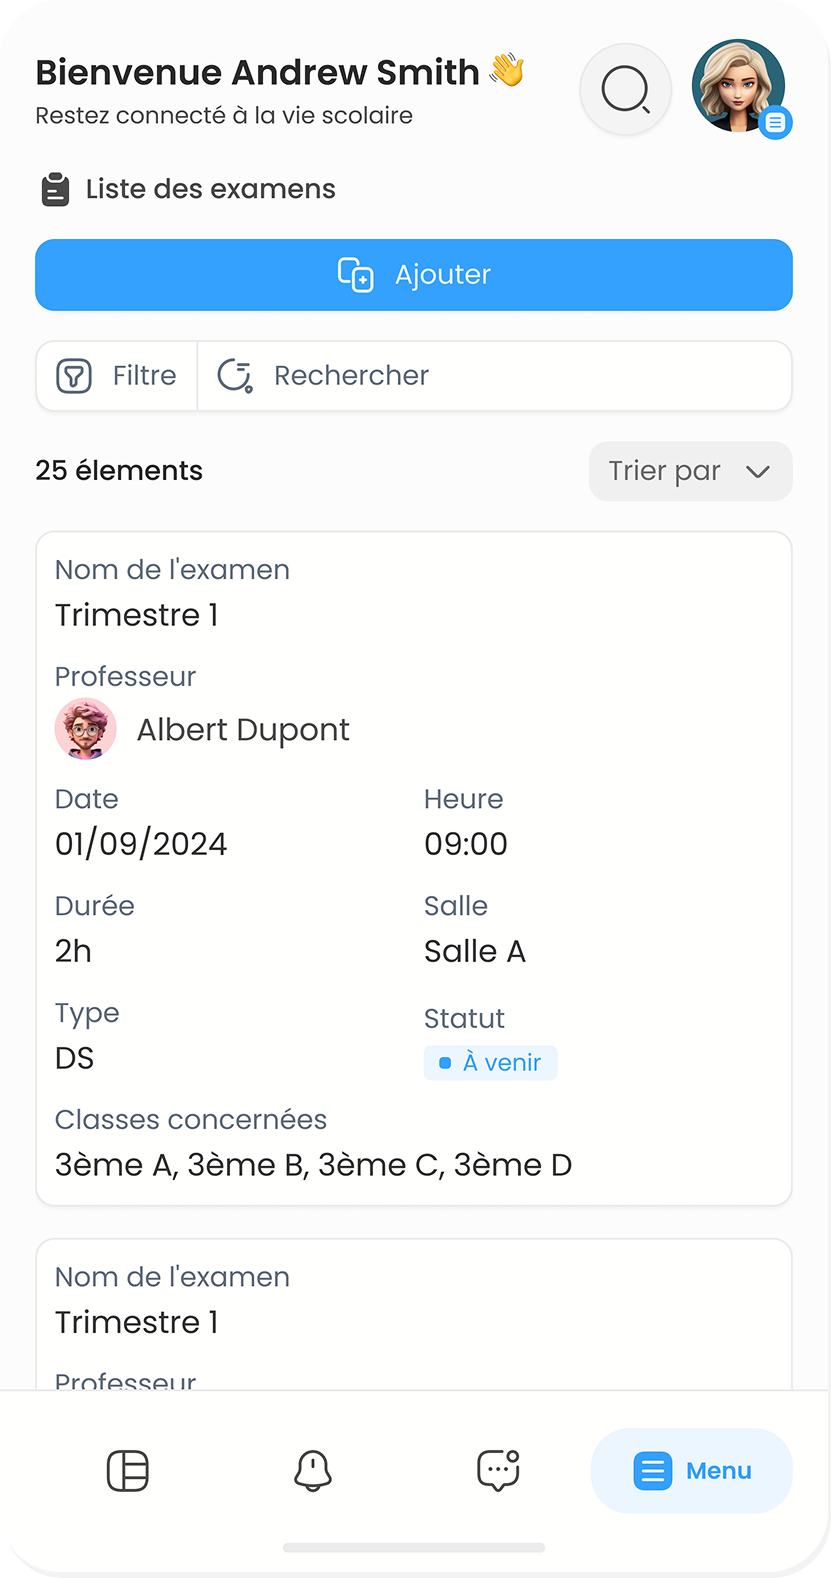 Bienvenue Andrew Smith 👋
Restez connecté à la vie scolaire
Liste des examens
Ajouter
Filtre Rechercher
25 élements Trier par
Nom de l'examen
Trimestre 1
Professeur
Albert Dupont
Date Heure
01/09/2024 09:00
Durée Salle
2h Salle A
Type Statut
DS À venir
Classes concernées
3ème A, 3ème B, 3ème C, 3ème D
Nom de l'examen
Trimestre 1
Professeur
Menu